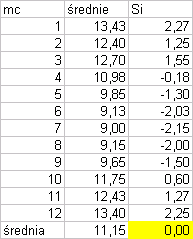 mc średnie Si
1 13,43 2,27
2 12,40 1,25
3 12,70 1,55
4 10,98 -0,18
5 9,85 -1,30
6 9,13 -2,03
7 9,00 -2,15
8 9,15 -2,00
9 9,65 -1,50
10 11,75 0,60
11 12,43 1,27
12 13,40 2,25
średnia 11,15 0,00